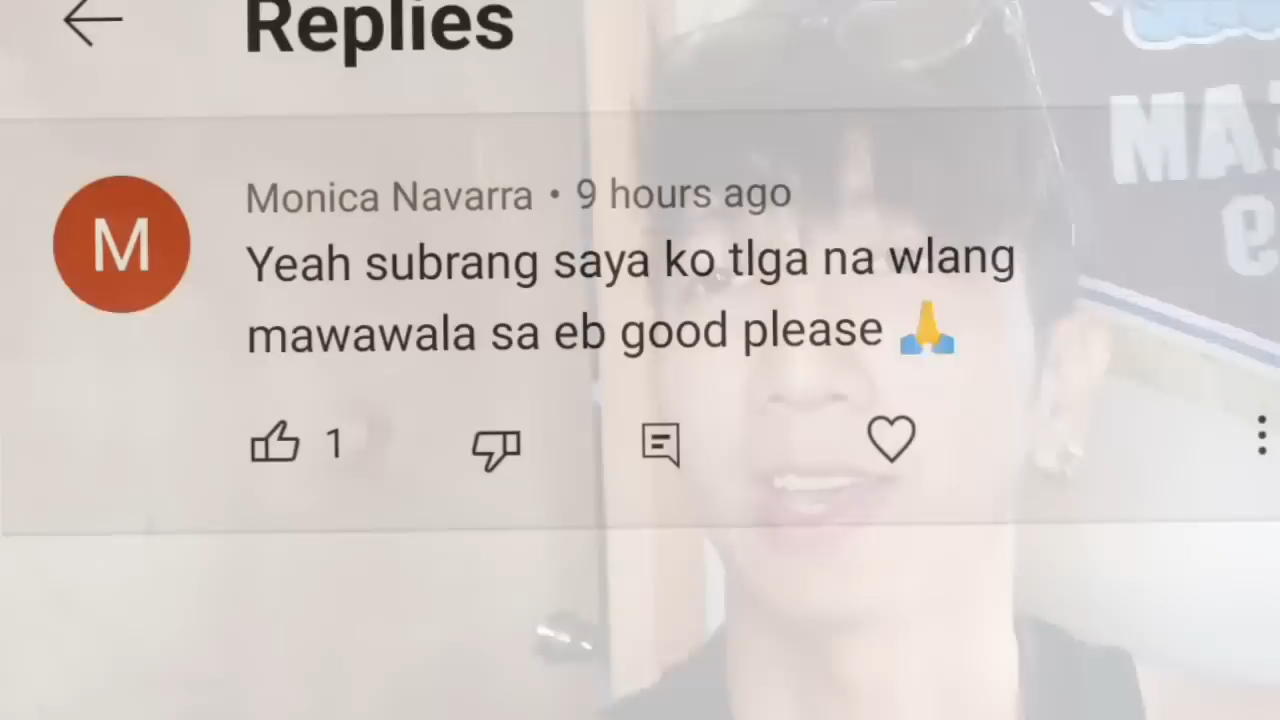 Replies
Monica Navarra • 9 hours ago
Yeah subrang saya ko tlga na wlang
mawawala sa eb good please 🙏
1